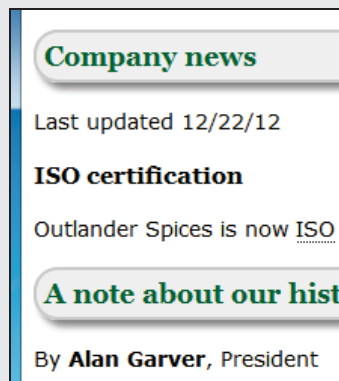 Company news
Last updated 12/22/12
ISO certification
Outlander Spices is now ISO
A note about our hist
By Alan Garver, President